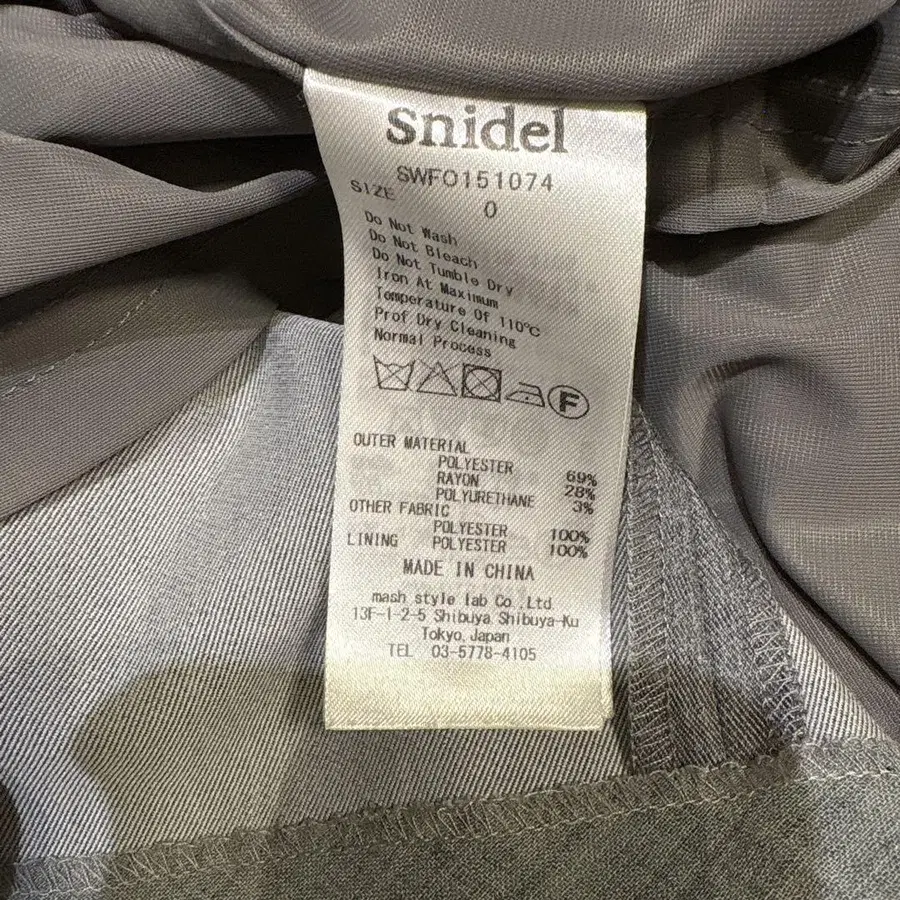 Snidel
SWFO151074
SIZE 0
Do Not Wash
Do Not Bleach
Do Not Tumble Dry
Iron At Maximum
Temperature Of 110℃
Prof Dry Cleaning
Normal Process
F
OUTER MATERIAL
POLYESTER 69%
RAYON 28%
POLYURETHANE 3%
OTHER FABRIC
POLYESTER 100%
LINING POLYESTER 100%
MADE IN CHINA
mash style lab Co.,Ltd
13F-1-2-5 Shibuya Shibuya-Ku
Tokyo,Japan
TEL 03-5778-4105